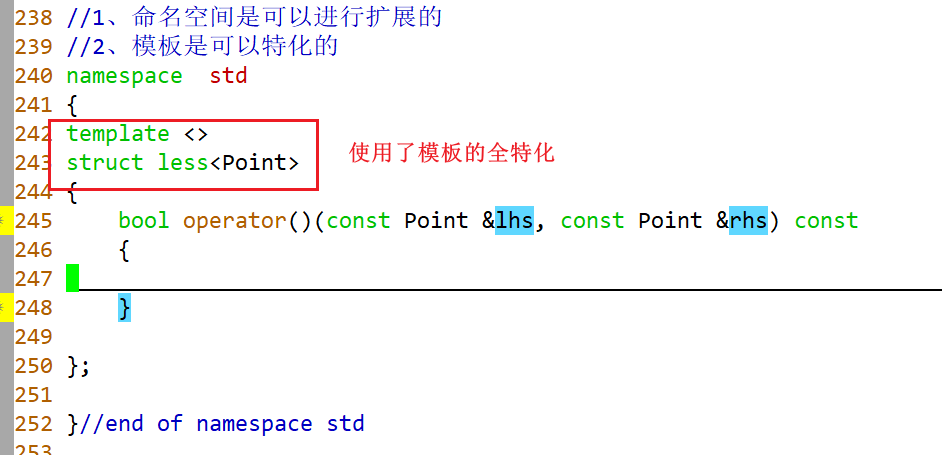 238 //1、命名空间是可以进行扩展的
239 //2、模板是可以特化的
240 namespace  std
241 {
242 template <>
243 struct less<Point>
使用了模板的全特化
244 {
245     bool operator()(const Point &lhs, const Point &rhs) const
246     {
247
248     }
249
250 };
251
252 }//end of namespace std
253